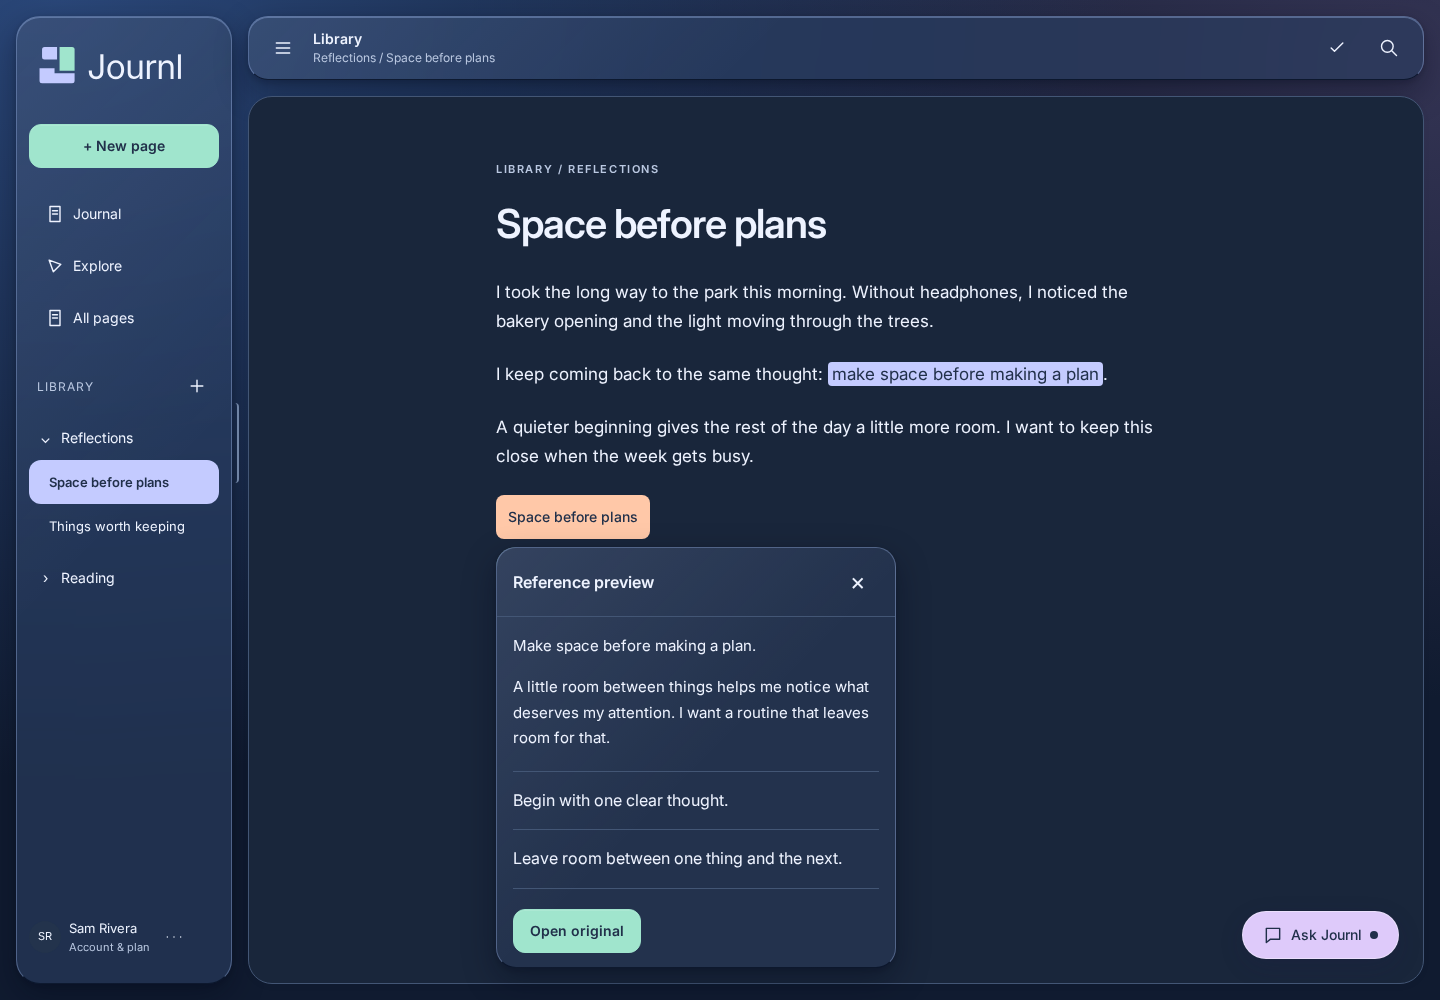 Journl
+ New page
Journal
Explore
All pages
LIBRARY
Reflections
Space before plans
Things worth keeping
Reading
SR
Sam Rivera
Account & plan
...
Library
Reflections / Space before plans
LIBRARY / REFLECTIONS
Space before plans
I took the long way to the park this morning. Without headphones, I noticed the
bakery opening and the light moving through the trees.
I keep coming back to the same thought: make space before making a plan.
A quieter beginning gives the rest of the day a little more room. I want to keep this
close when the week gets busy.
Space before plans
Reference preview
Make space before making a plan.
A little room between things helps me notice what
deserves my attention. I want a routine that leaves
room for that.
Begin with one clear thought.
Leave room between one thing and the next.
Open original
Ask Journl